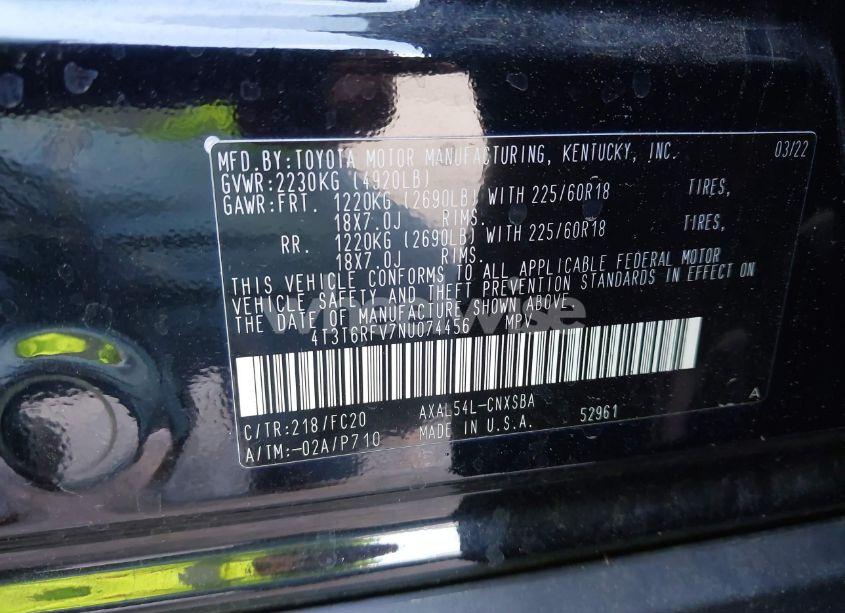 MFD.BY:TOYOTA MOTOR MANUFACTURING, KENTUCKY, INC. 03/22
GVWR:2230KG (4920LB)
GAWR:FRT. 1220KG (2690LB) WITH 225/60R18 TIRES,
18X7.0J RIMS.
RR. 1220KG (2690LB) WITH 225/60R18 TIRES,
18X7.0J RIMS.
THIS VEHICLE CONFORMS TO ALL APPLICABLE FEDERAL MOTOR
VEHICLE SAFETY AND THEFT PREVENTION STANDARDS IN EFFECT ON
THE DATE OF MANUFACTURE SHOWN ABOVE.
4T3T6RFV7NU074456 MPV
C/TR:218/FC20 AXAL54L-CNXSBA
A/TM:-02A/P710 MADE IN U.S.A. 52961 A